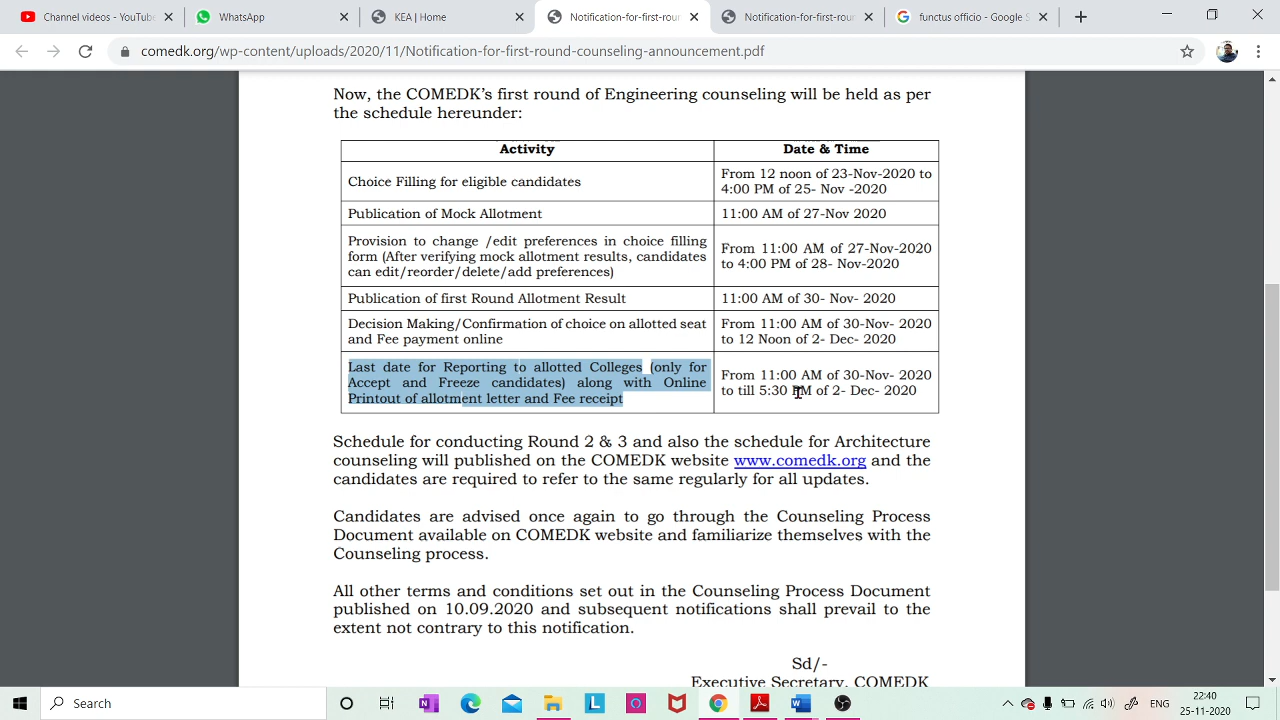 Channel videos - YouTube
WhatsApp
KEA | Home
Notification-for-first-rour
Notification-for-first-rour
functus officio - Google S
comedk.org/wp-content/uploads/2020/11/Notification-for-first-round-counseling-announcement.pdf
Now, the COMEDK's first round of Engineering counseling will be held as per
the schedule hereunder:
Activity
Date & Time
Choice Filling for eligible candidates
From 12 noon of 23-Nov-2020 to
4:00 PM of 25- Nov -2020
Publication of Mock Allotment
11:00 AM of 27-Nov 2020
Provision to change /edit preferences in choice filling
form (After verifying mock allotment results, candidates
can edit/reorder/delete/add preferences)
From 11:00 AM of 27-Nov-2020
to 4:00 PM of 28- Nov-2020
Publication of first Round Allotment Result
11:00 AM of 30- Nov- 2020
Decision Making/Confirmation of choice on allotted seat
and Fee payment online
From 11:00 AM of 30-Nov- 2020
to 12 Noon of 2- Dec- 2020
Last date for Reporting to allotted Colleges (only for
Accept and Freeze candidates) along with Online
Printout of allotment letter and Fee receipt
From 11:00 AM of 30-Nov- 2020
to till 5:30 PM of 2- Dec- 2020
Schedule for conducting Round 2 & 3 and also the schedule for Architecture
counseling will published on the COMEDK website www.comedk.org and the
candidates are required to refer to the same regularly for all updates.
Candidates are advised once again to go through the Counseling Process
Document available on COMEDK website and familiarize themselves with the
Counseling process.
All other terms and conditions set out in the Counseling Process Document
published on 10.09.2020 and subsequent notifications shall prevail to the
extent not contrary to this notification.
Sd/-
Executive Secretary, COMEDK
Search
ENG
22:40
25-11-2020